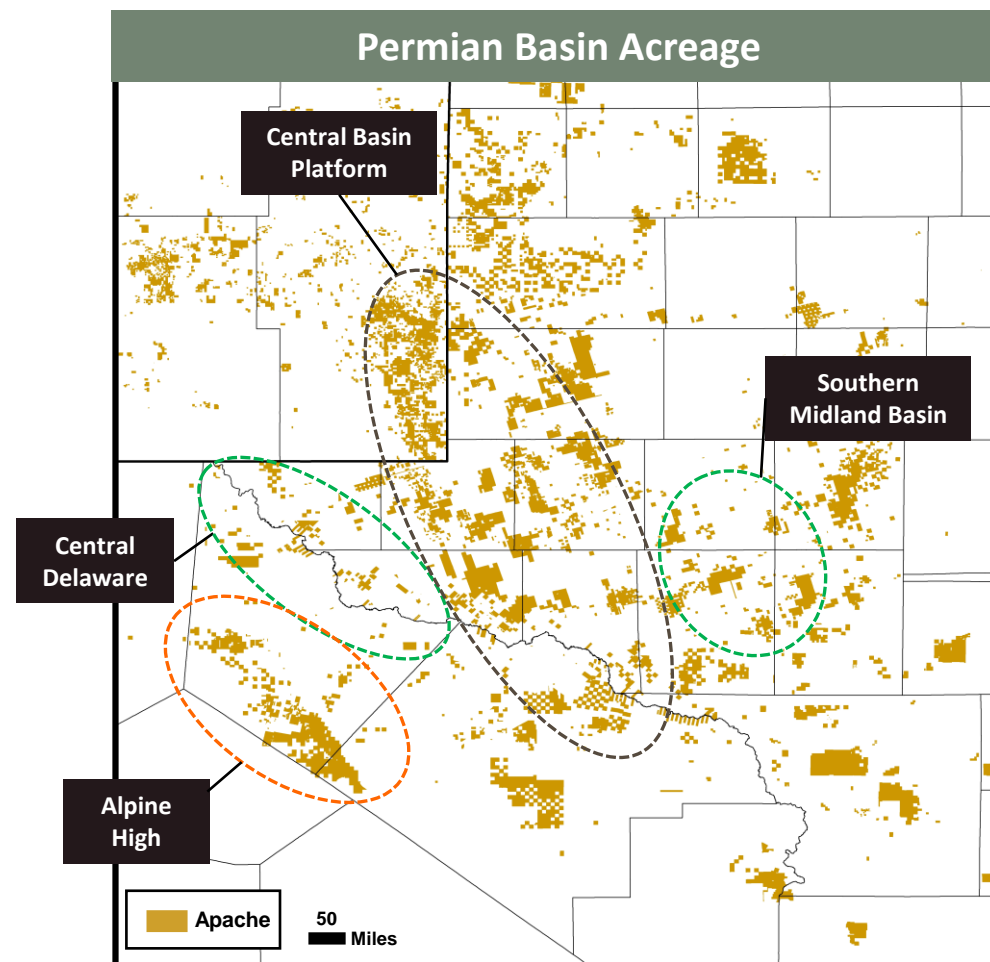 Permian Basin Acreage
Central Basin
Platform
Southern
Midland Basin
Central
Delaware
Alpine
High
Apache
50
Miles